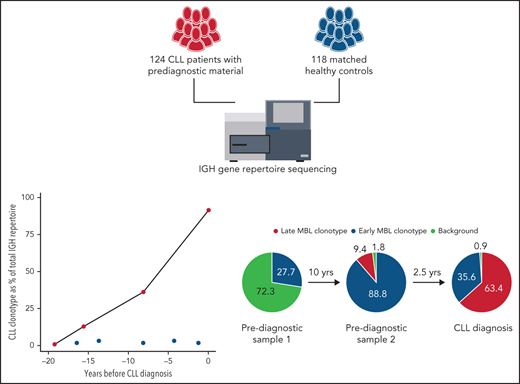 124 CLL patients with
prediagnostic material
118 matched
healthy controls
IGH gene repertoire sequencing
CLL clonotype as % of total IGH repertoire
100
75
50
25
0
−20
−15
−10
−5
0
Years before CLL diagnosis
Late MBL clonotype
Early MBL clonotype
Background
27.7
72.3
10 yrs
9.4
1.8
88.8
2.5 yrs
0.9
35.6
63.4
Pre-diagnostic
sample 1
Pre-diagnostic
sample 2
CLL diagnosis